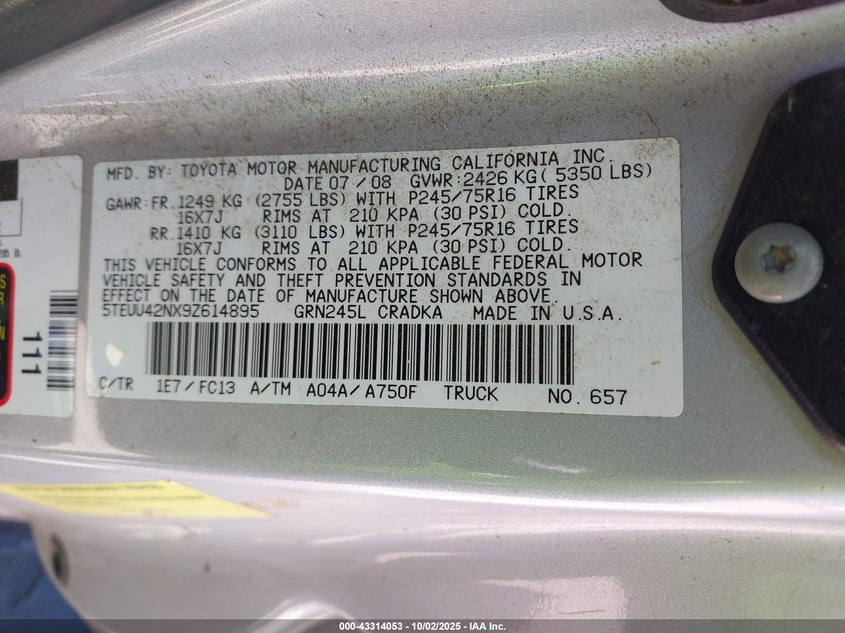 MFD. BY: TOYOTA MOTOR MANUFACTURING CALIFORNIA INC.
DATE 07/08 GVWR:2426 KG( 5350 LBS)
GAWR:FR.1249 KG (2755 LBS) WITH P245/75R16 TIRES
16X7J RIMS AT 210 KPA (30 PSI) COLD.
RR.1410 KG (3110 LBS) WITH P245/75R16 TIRES
16X7J RIMS AT 210 KPA (30 PSI) COLD.
THIS VEHICLE CONFORMS TO ALL APPLICABLE FEDERAL MOTOR
VEHICLE SAFETY AND THEFT PREVENTION STANDARDS IN
EFFECT ON THE DATE OF MANUFACTURE SHOWN ABOVE.
5TEUU42NX9Z614895 GRN245L CRADKA MADE IN U.S.A.
C/TR 1E7/FC13 A/TM A04A/A750F TRUCK NO. 657
111
000-43314053 - 10/02/2025 - IAA Inc.